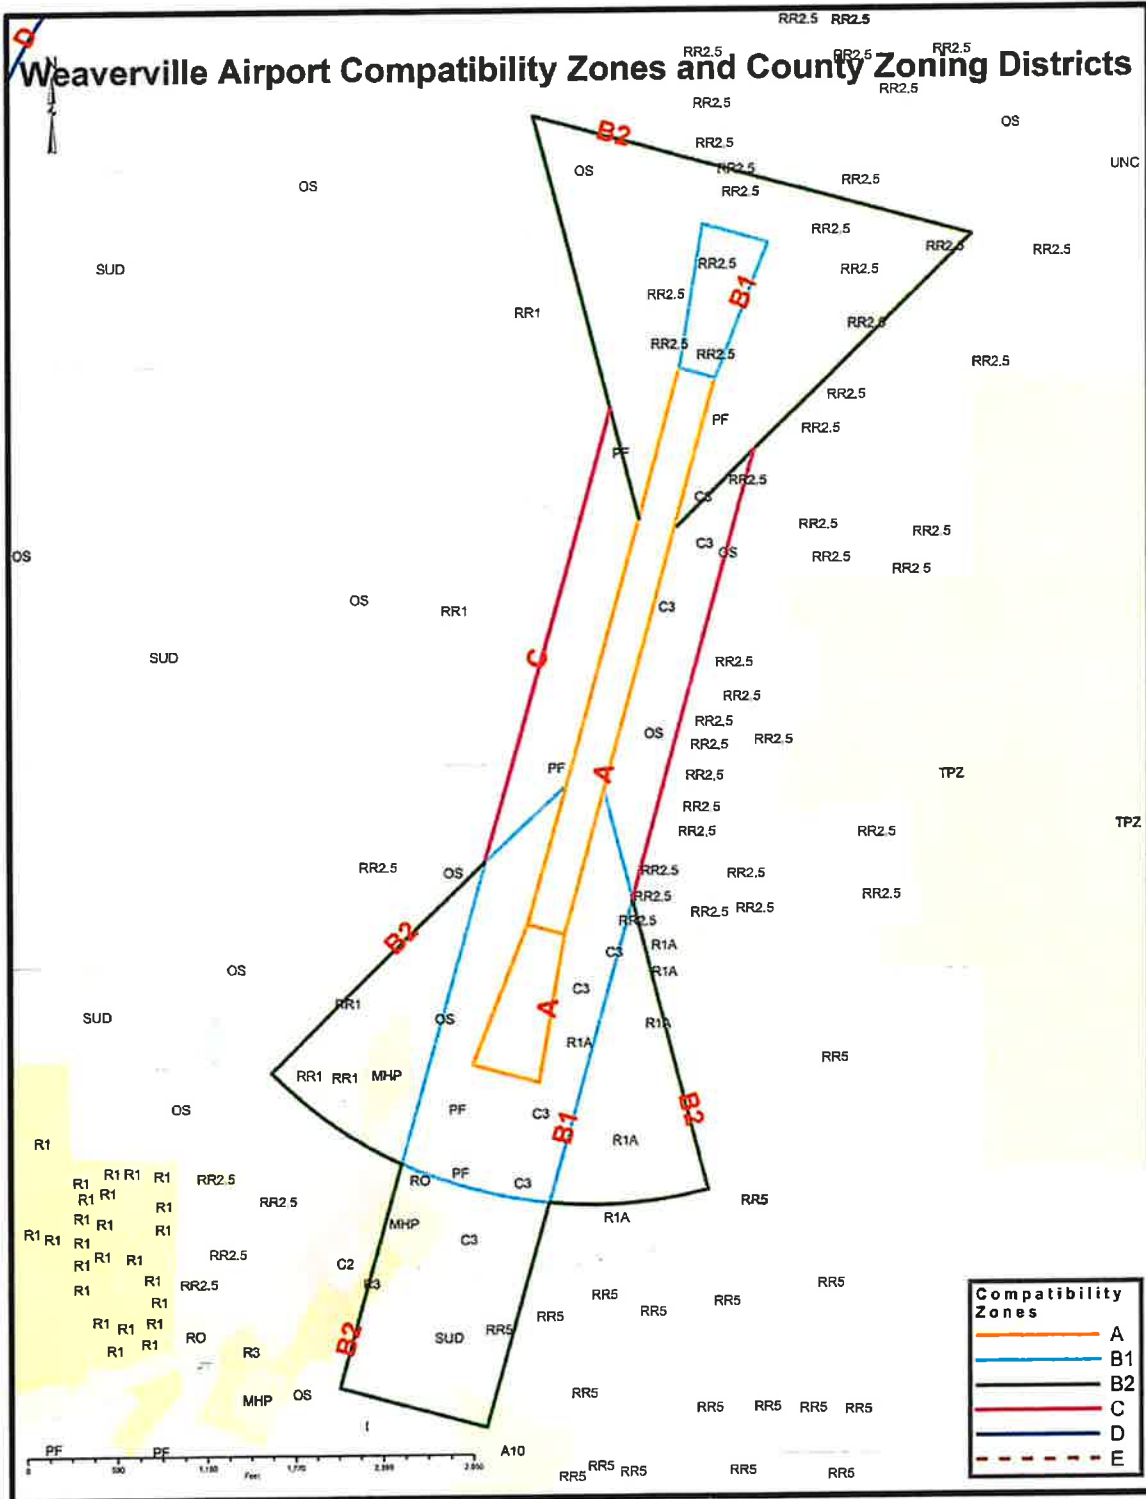 RR2.5 RR2.5
D
RR2.5 RR2.5 RR2.5
Weaverville Airport Compatibility Zones and County Zoning Districts
RR2.5
RR2.5
OS
B2
RR2.5
UNC
OS RR2.5
OS RR2.5 RR2.5
RR2.5
RR2.5 RR2.5
SUD RR2.5 RR2.5
B1
RR2.5
RR1 RR2.5
RR2.5 RR2.5
RR2.5
RR2.5
PF RR2.5
PF
RR2.5
C3
RR2.5 RR2.5
C3 OS RR2.5
OS
RR2.5
OS RR1 C3
SUD C RR2.5
RR2.5
RR2.5
OS RR2.5 RR2.5
PF A RR2.5 TPZ
RR2.5
RR2.5 RR2.5 TPZ
RR2.5 OS RR2.5 RR2.5
RR2.5 RR2.5
RR2.5 RR2.5
RR2.5
B2 C3 R1A
OS R1A
C3
A
RR1
SUD OS R1A
R1A
RR5
RR1 RR1 MHP
OS PF C3 B1 B2
R1 R1A
R1 R1 R1 RR2.5 RO PF C3
R1
R1 R1 RR2.5 RR5
R1
R1 R1 MHP R1A
R1 R1 R1 C3
R1
R1 R1 RR2.5 C2
R1
R1 RR2.5 R3 RR5
R1
R1 RR5 RR5
R1 RR5 RR5
R1 R1 RO SUD RR5
R1 R1 R3 B2
MHP OS RR5
RR5 RR5 RR5 RR5
PF PF A10
RR5 RR5 RR5 RR5 RR5
Compatibility
Zones
A
B1
B2
C
D
E
0
Feet